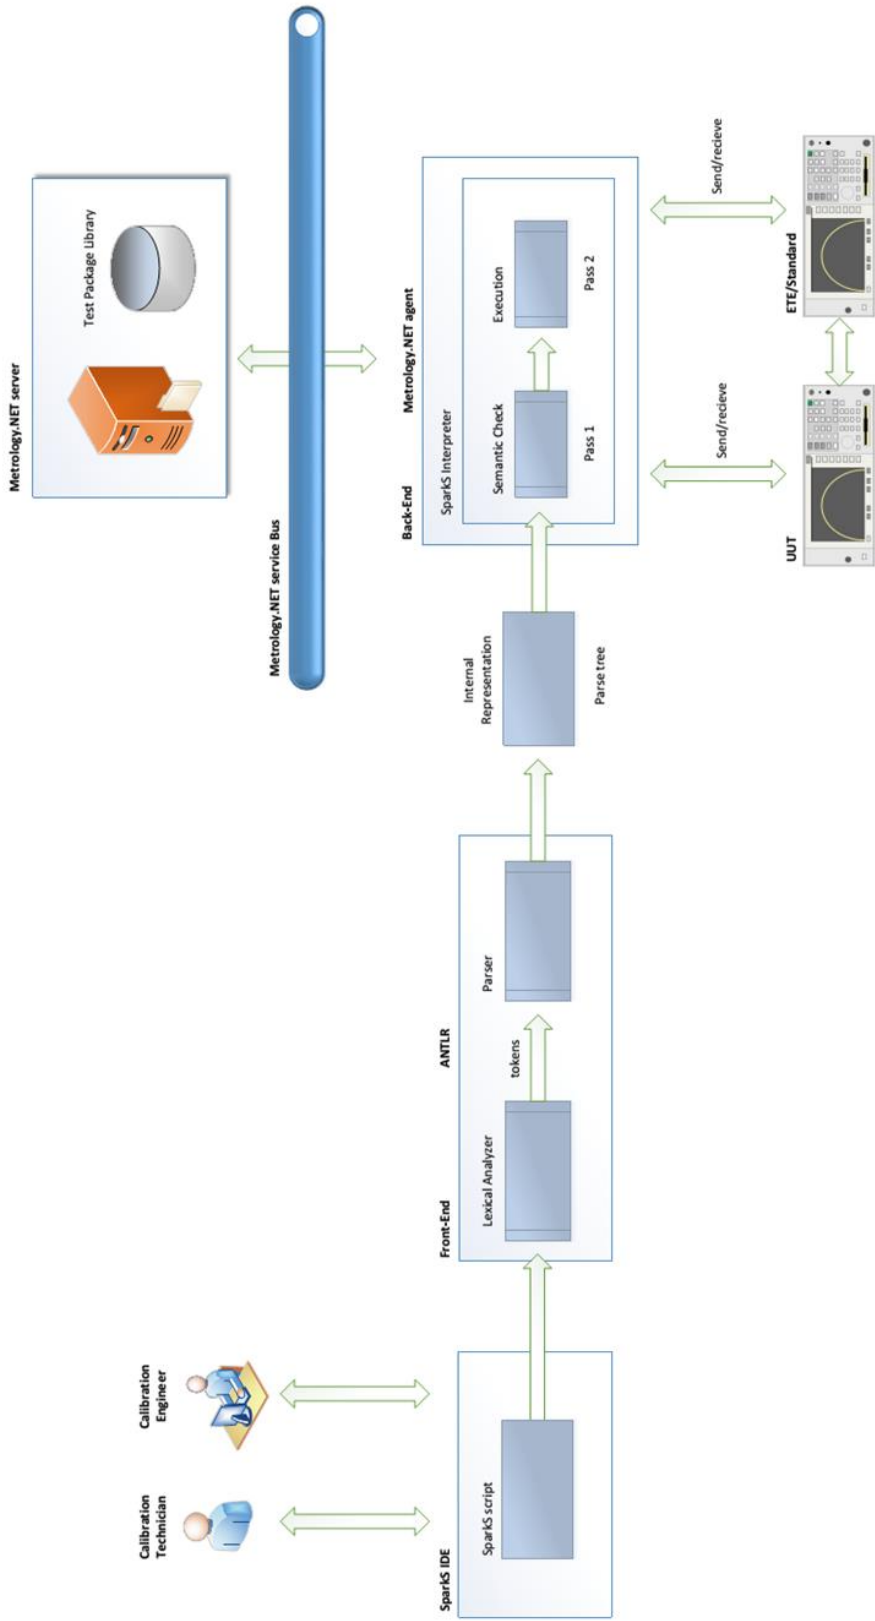 Calibration
Technician
Calibration
Engineer
SparkS IDE
SparkS script
Front-End
ANTLR
Lexical Analyzer
tokens
Parser
Internal
Representation
Parse tree
Metrology.NET server
Test Package Library
Metrology.NET service Bus
Back-End
Metrology.NET agent
SparkS Interpreter
Semantic Check
Execution
Pass 1
Pass 2
Send/recieve
Send/recieve
UUT
ETE/Standard